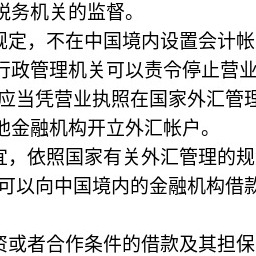 税务机关的监督。
规定，不在中国境内设置会计帐
行政管理机关可以责令停止营业
应当凭营业执照在国家外汇管理
他金融机构开立外汇帐户。
宜，依照国家有关外汇管理的规
可以向中国境内的金融机构借款
资或者合作条件的借款及其担保